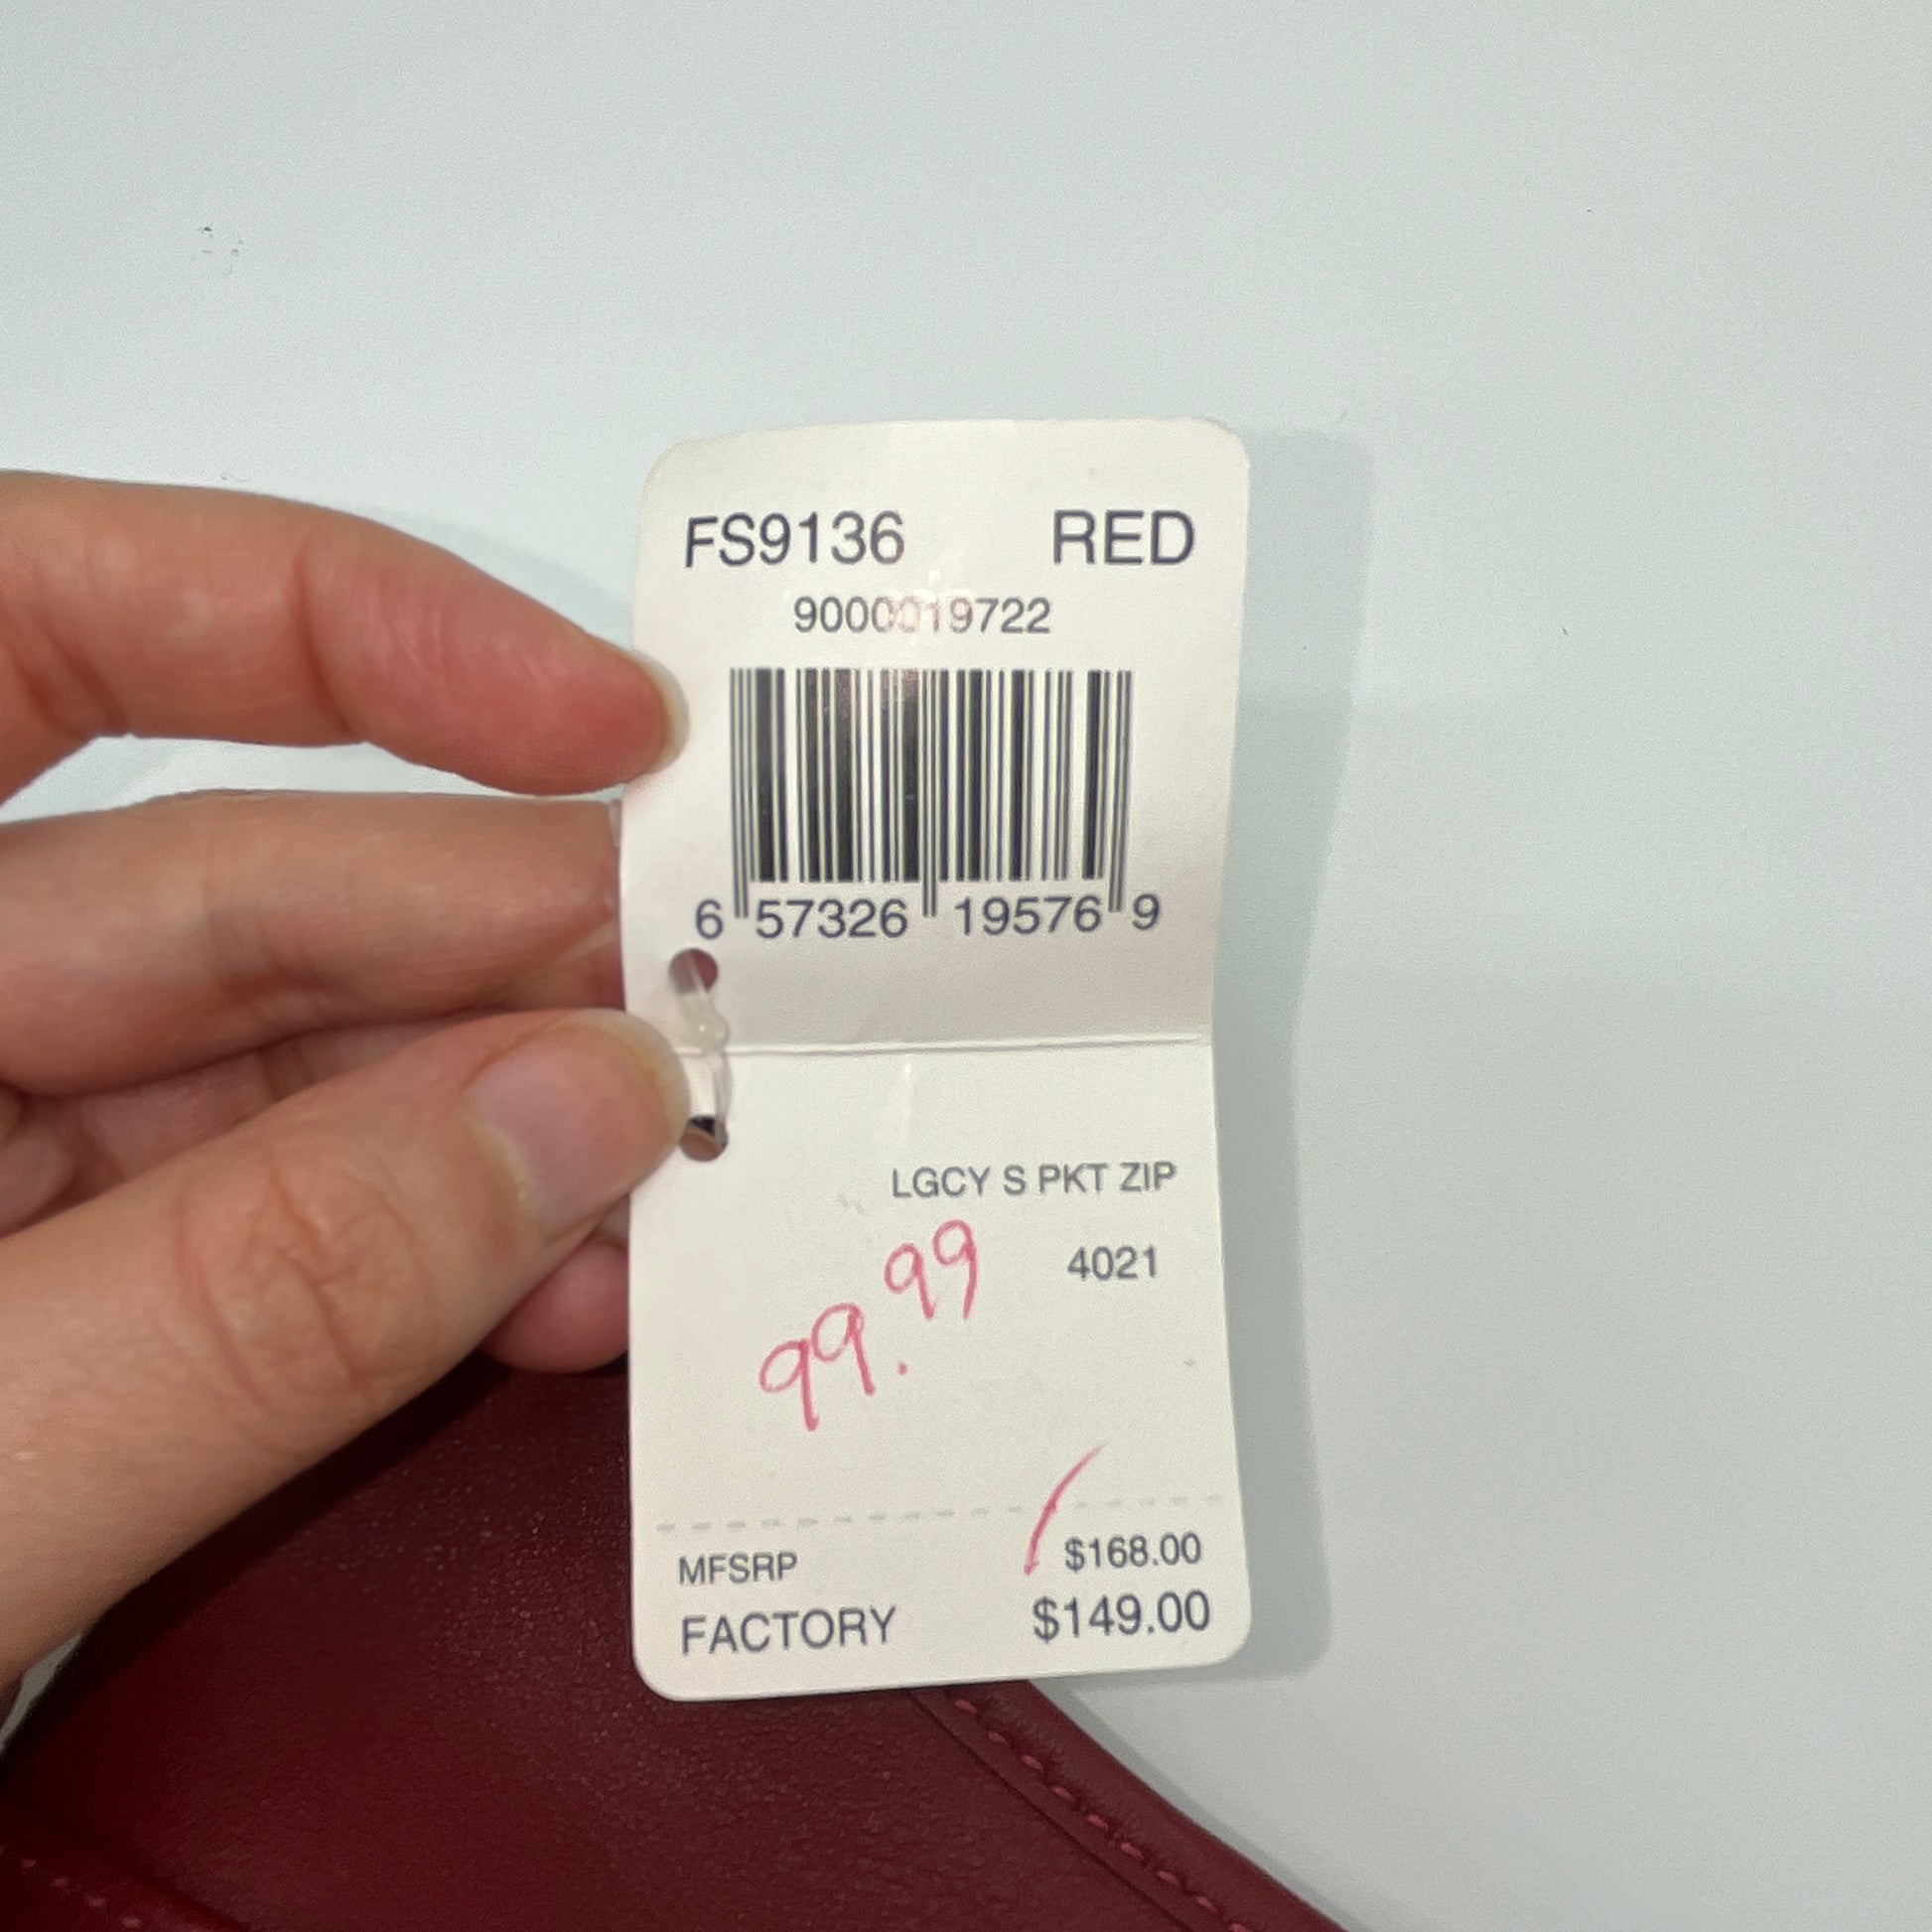 FS9136 RED
9000019722
6 57326 19576 9
LGCY S PKT ZIP
4021
99.99
MFSRP $168.00
FACTORY $149.00